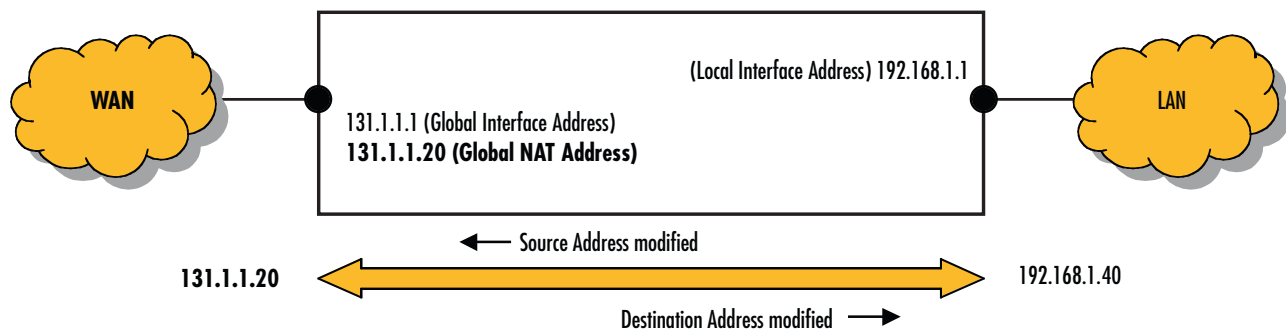 WAN
(Local Interface Address) 192.168.1.1
LAN
131.1.1.1 (Global Interface Address)
131.1.1.20 (Global NAT Address)
Source Address modified
131.1.1.20
192.168.1.40
Destination Address modified